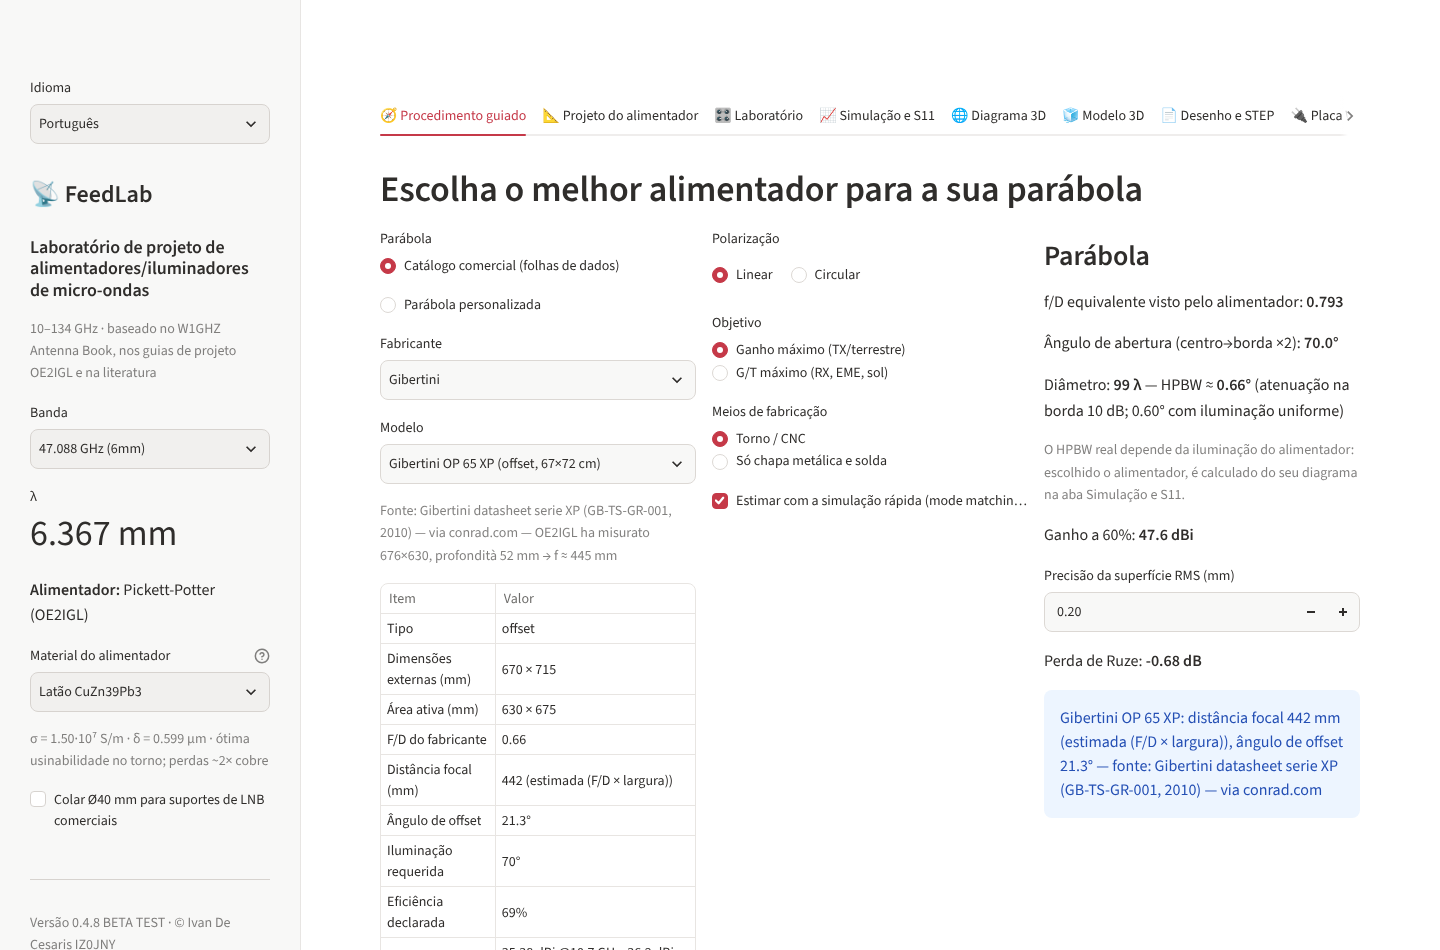 Idioma
Português
📡 FeedLab
Laboratório de projeto de
alimentadores/iluminadores
de micro-ondas
10–134 GHz · baseado no W1GHZ
Antenna Book, nos guias de projeto
OE2IGL e na literatura
Banda
47.088 GHz (6mm)
λ
6.367 mm
Alimentador: Pickett-Potter
(OE2IGL)
Material do alimentador
Latão CuZn39Pb3
σ = 1.50·10⁷ S/m · δ = 0.599 µm · ótima
usinabilidade no torno; perdas ~2× cobre
Colar Ø40 mm para suportes de LNB
comerciais
Versão 0.4.8 BETA TEST · © Ivan De
Cesaris IZ0JNY
🧭 Procedimento guiado
📐 Projeto do alimentador
🎛️ Laboratório
📈 Simulação e S11
🌐 Diagrama 3D
🧊 Modelo 3D
📄 Desenho e STEP
🔌 Placa
Escolha o melhor alimentador para a sua parábola
Parábola
Catálogo comercial (folhas de dados)
Parábola personalizada
Fabricante
Gibertini
Modelo
Gibertini OP 65 XP (offset, 67×72 cm)
Fonte: Gibertini datasheet serie XP (GB-TS-GR-001,
2010) — via conrad.com — OE2IGL ha misurato
676×630, profondità 52 mm → f ≈ 445 mm
Item Valor
Tipo offset
Dimensões
externas (mm) 670 × 715
Área ativa (mm) 630 × 675
F/D do fabricante 0.66
Distância focal
(mm) 442 (estimada (F/D × largura))
Ângulo de offset 21.3°
Iluminação
requerida 70°
Eficiência
declarada 69%
Polarização
Linear
Circular
Objetivo
Ganho máximo (TX/terrestre)
G/T máximo (RX, EME, sol)
Meios de fabricação
Torno / CNC
Só chapa metálica e solda
Estimar com a simulação rápida (mode matchin…
Parábola
f/D equivalente visto pelo alimentador: 0.793
Ângulo de abertura (centro→borda ×2): 70.0°
Diâmetro: 99 λ — HPBW ≈ 0.66° (atenuação na
borda 10 dB; 0.60° com iluminação uniforme)
O HPBW real depende da iluminação do alimentador:
escolhido o alimentador, é calculado do seu diagrama
na aba Simulação e S11.
Ganho a 60%: 47.6 dBi
Precisão da superfície RMS (mm)
0.20
Perda de Ruze: -0.68 dB
Gibertini OP 65 XP: distância focal 442 mm
(estimada (F/D × largura)), ângulo de offset
21.3° — fonte: Gibertini datasheet serie XP
(GB-TS-GR-001, 2010) — via conrad.com